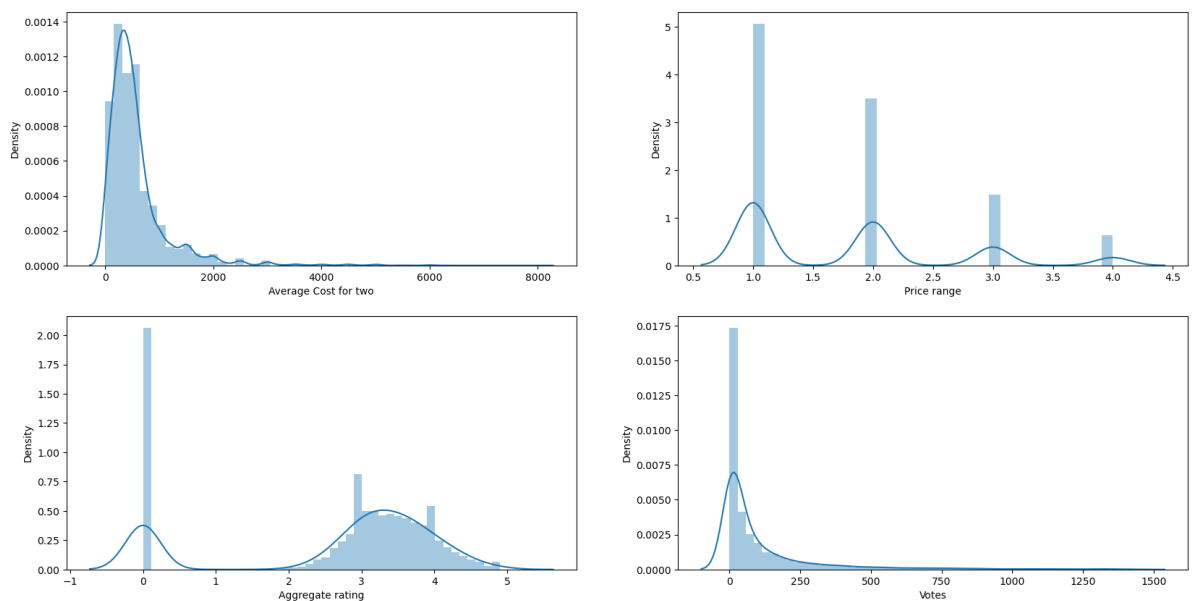 0.0014
0.0012
0.0010
0.0008
0.0006
0.0004
0.0002
0.0000
Density
0 2000 4000 6000 8000
Average Cost for two
5
4
3
2
1
0
Density
0.5 1.0 1.5 2.0 2.5 3.0 3.5 4.0 4.5
Price range
2.00
1.75
1.50
1.25
1.00
0.75
0.50
0.25
0.00
Density
−1 0 1 2 3 4 5
Aggregate rating
0.0175
0.0150
0.0125
0.0100
0.0075
0.0050
0.0025
0.0000
Density
0 250 500 750 1000 1250 1500
Votes